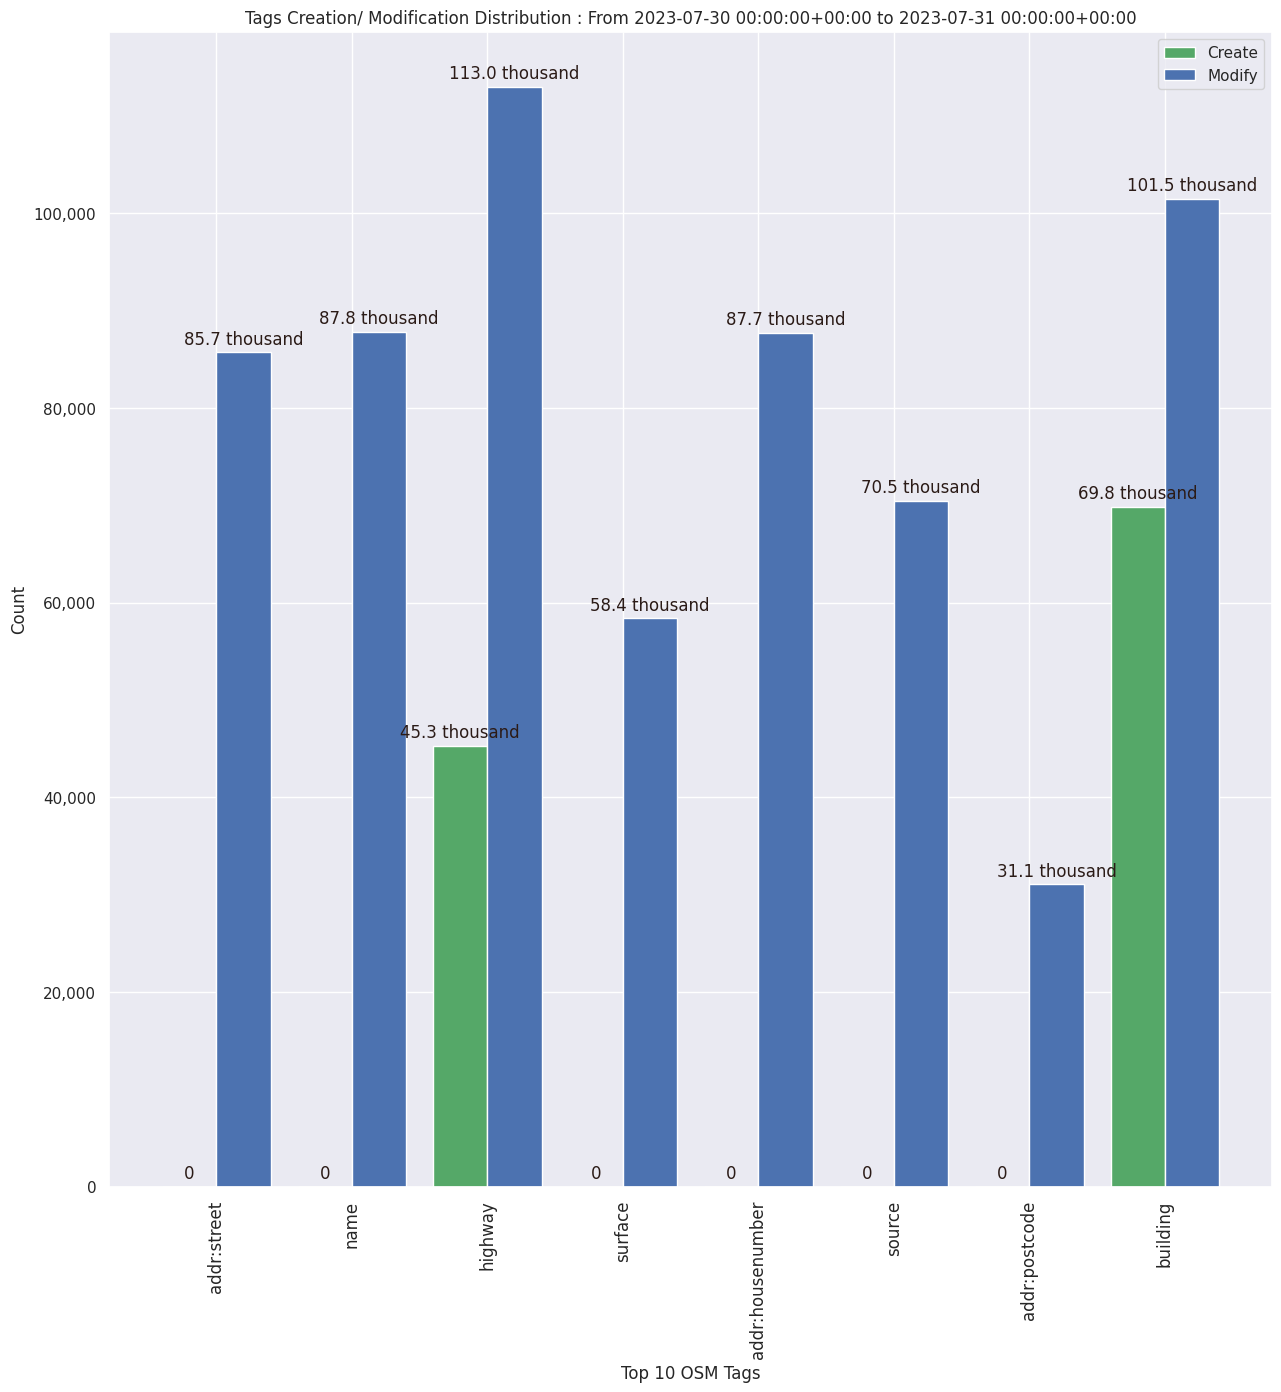 Tags Creation/ Modification Distribution : From 2023-07-30 00:00:00+00:00 to 2023-07-31 00:00:00+00:00
Create
Modify
113.0 thousand
101.5 thousand
100,000
87.8 thousand
87.7 thousand
85.7 thousand
80,000
70.5 thousand
69.8 thousand
60,000
58.4 thousand
45.3 thousand
40,000
31.1 thousand
20,000
0
0
0
0
0
0
0
Count
addr:street
name
highway
surface
addr:housenumber
source
addr:postcode
building
Top 10 OSM Tags